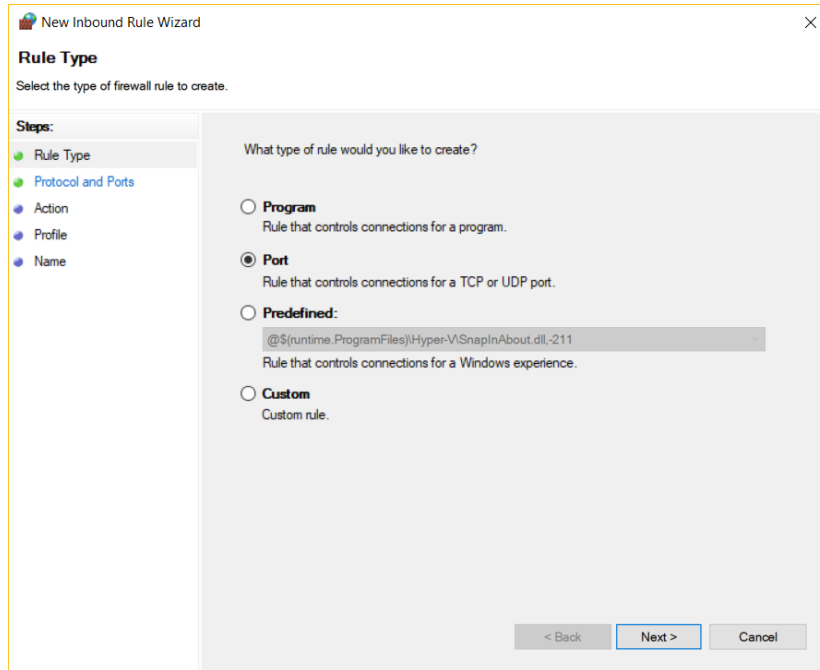 New Inbound Rule Wizard
Rule Type
Select the type of firewall rule to create.
Steps:
Rule Type
Protocol and Ports
Action
Profile
Name
What type of rule would you like to create?
Program
Rule that controls connections for a program.
Port
Rule that controls connections for a TCP or UDP port.
Predefined:
@$(runtime.ProgramFiles)\Hyper-V\SnapInAbout.dll,-211
Rule that controls connections for a Windows experience.
Custom
Custom rule.
< Back
Next >
Cancel